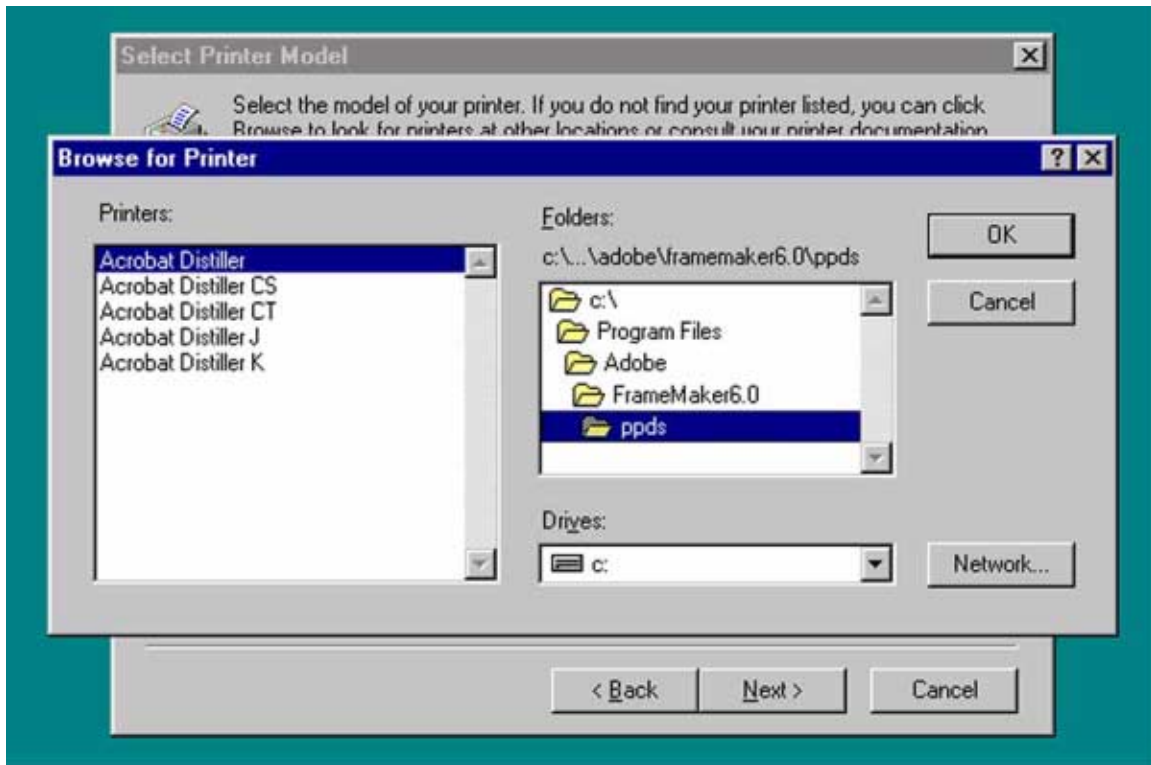 Select Printer Model
Select the model of your printer. If you do not find your printer listed, you can click
Browse to look for printers at other locations or consult your printer documentation
Browse for Printer
Printers:
Acrobat Distiller
Acrobat Distiller CS
Acrobat Distiller CT
Acrobat Distiller J
Acrobat Distiller K
Folders:
c:\...\adobe\framemaker6.0\ppds
c:\
Program Files
Adobe
FrameMaker6.0
ppds
Drives:
c:
OK
Cancel
Network...
< Back
Next >
Cancel